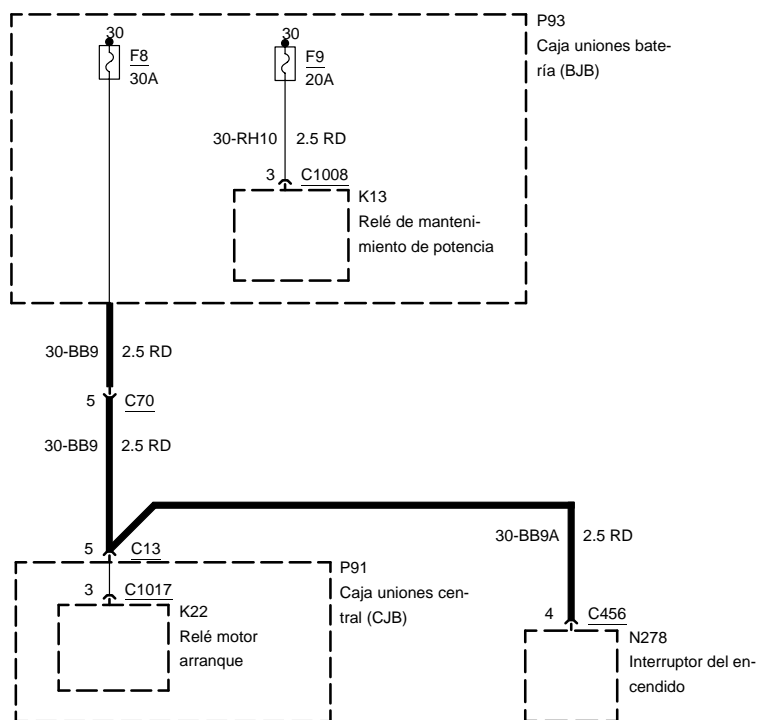 P93
Caja uniones bate-
ría (BJB)
30
F8
30A
30
F9
20A
30-RH10 2.5 RD
3 C1008
K13
Relé de manteni-
miento de potencia
30-BB9 2.5 RD
5 C70
30-BB9 2.5 RD
30-BB9A 2.5 RD
5 C13
P91
Caja uniones cen-
tral (CJB)
3 C1017
K22
Relé motor
arranque
4 C456
N278
Interruptor del en-
cendido